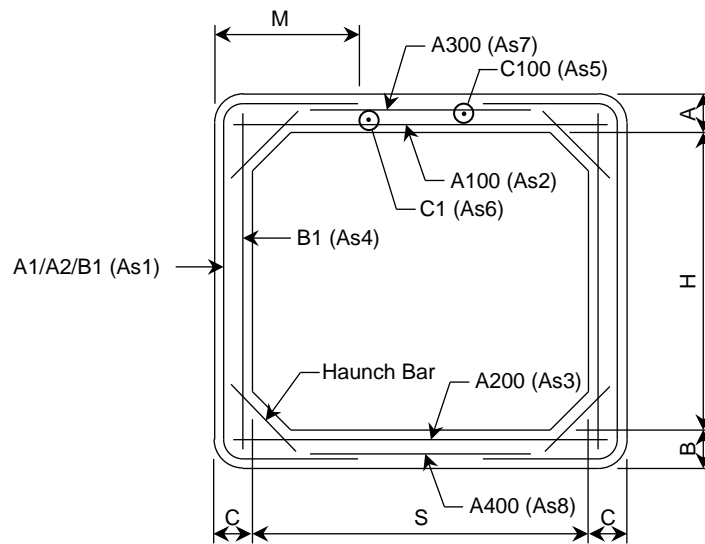 M
A300 (As7)
C100 (As5)
A
A100 (As2)
C1 (As6)
B1 (As4)
A1/A2/B1 (As1)
H
Haunch Bar
A200 (As3)
B
A400 (As8)
C
S
C